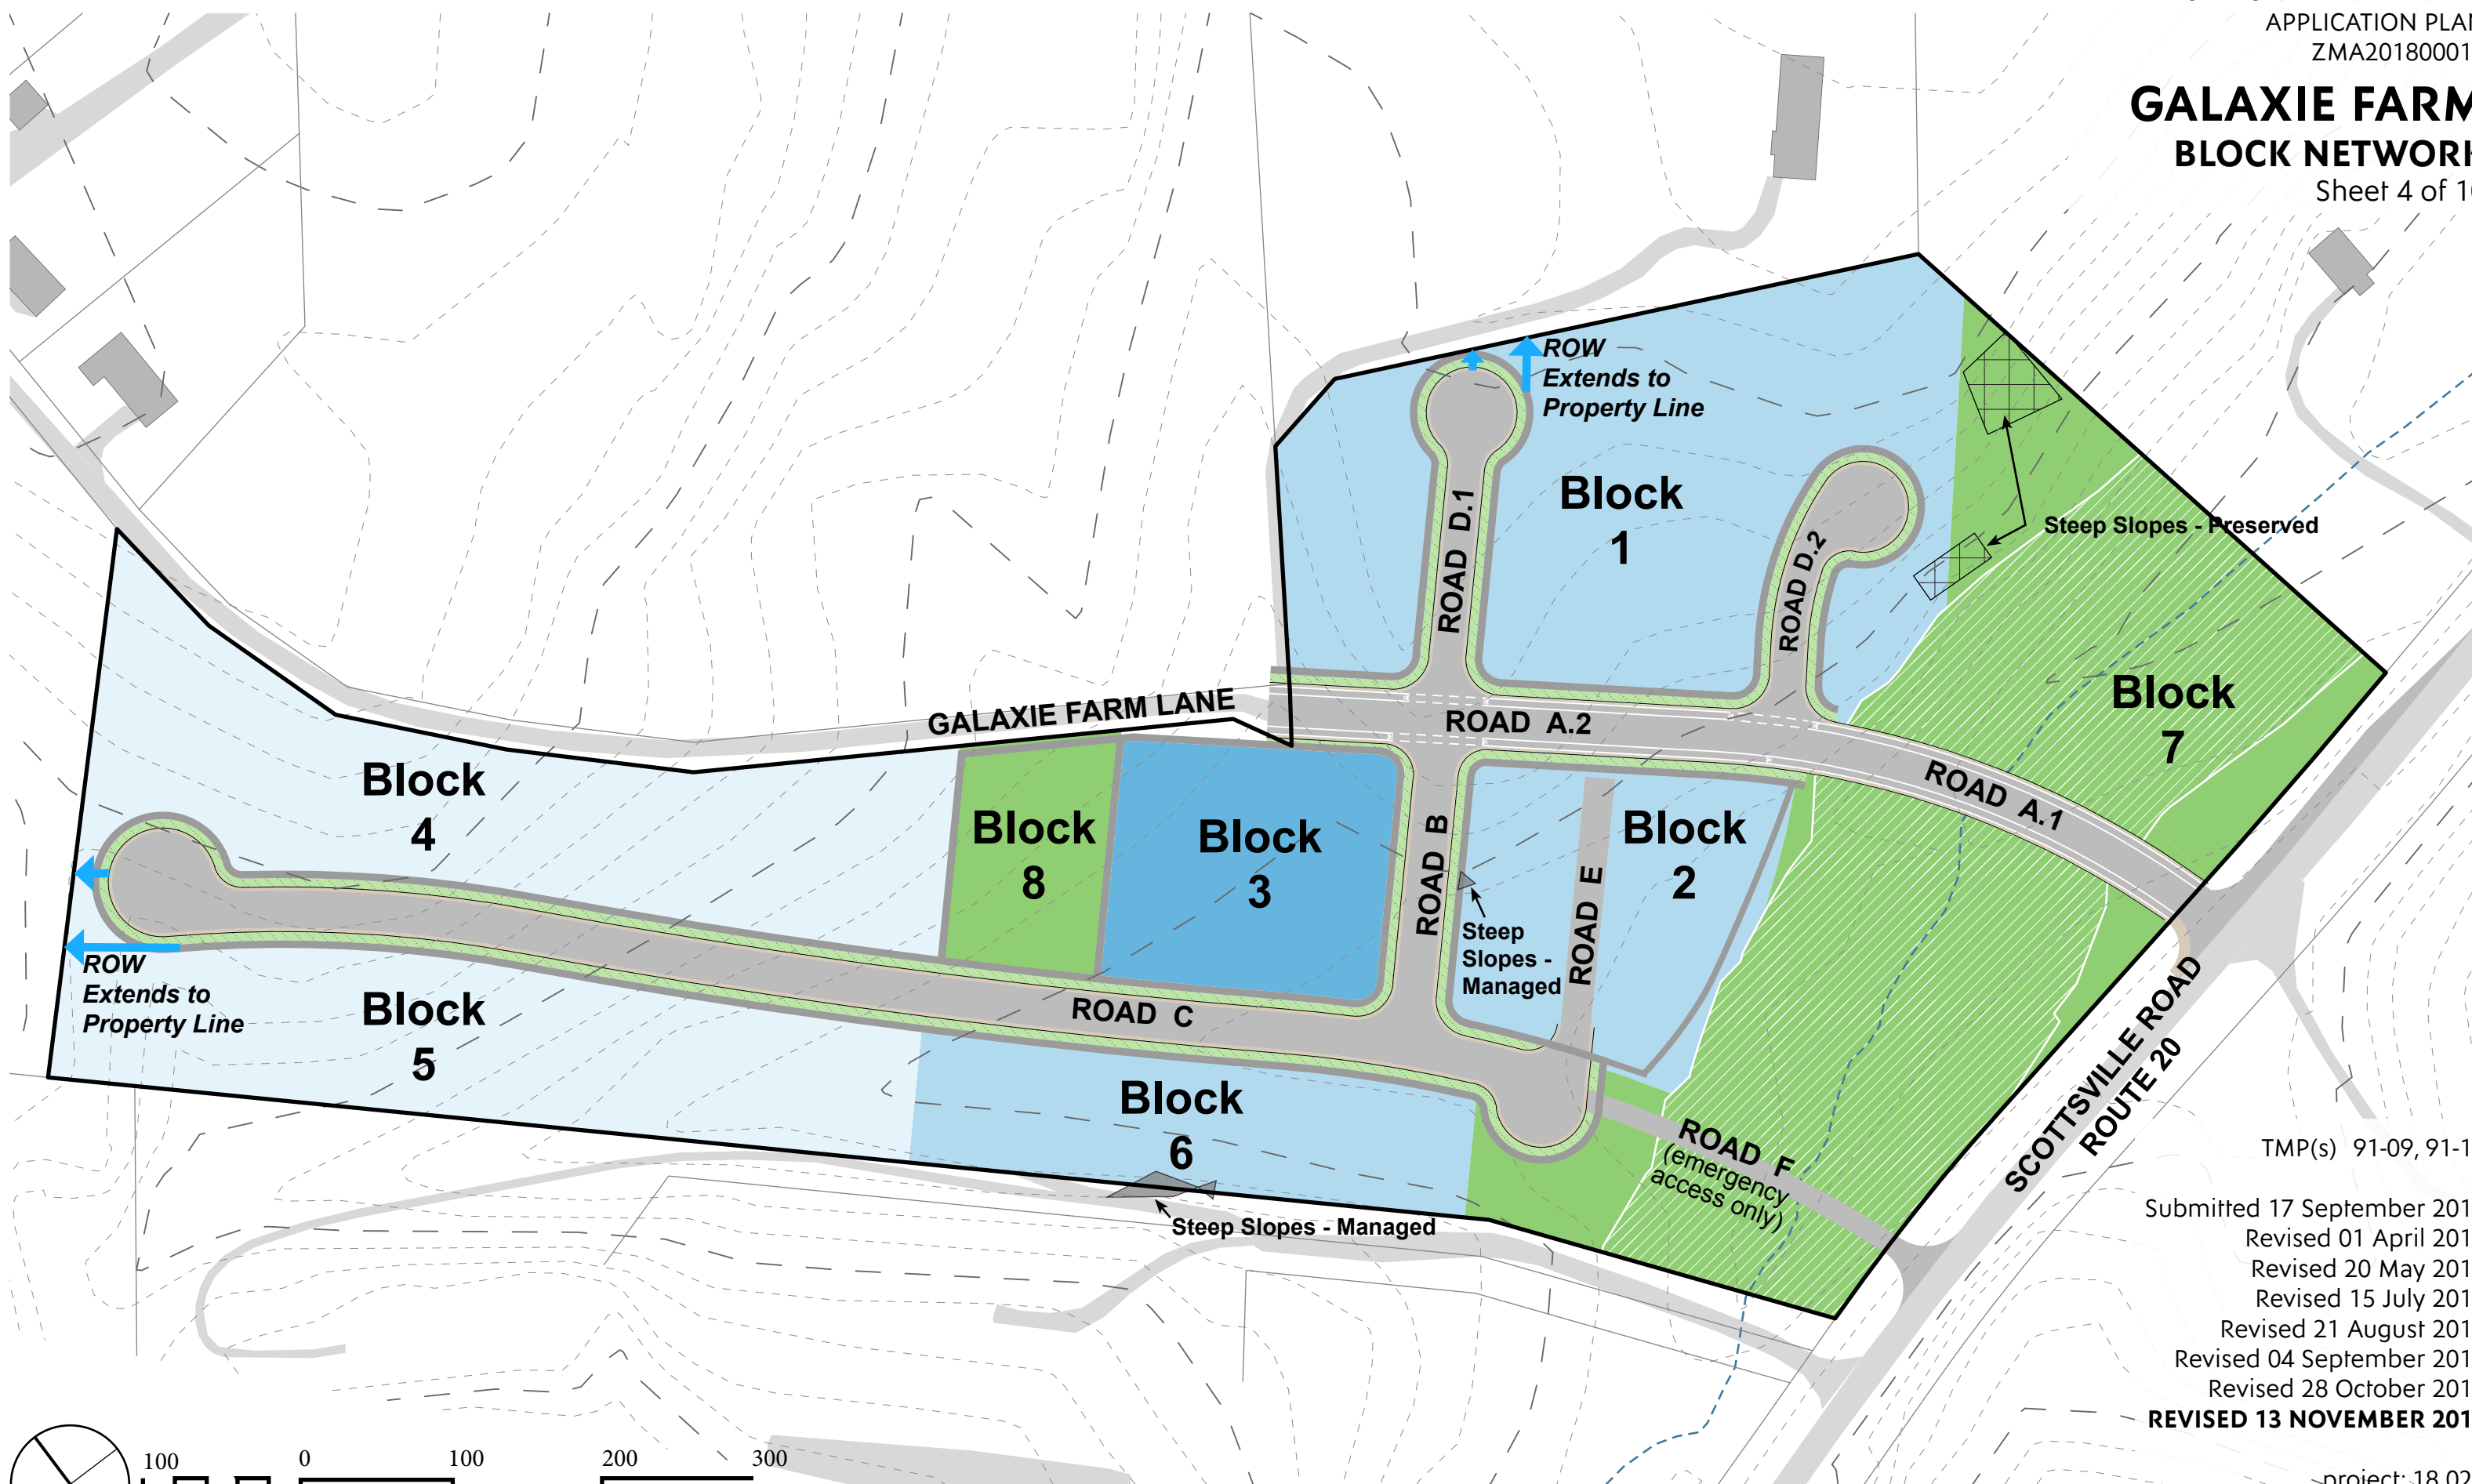 APPLICATION PLAN
ZMA20180001
GALAXIE FARM
BLOCK NETWORK
Sheet 4 of 10
ROW
Extends to
Property Line
Block
1
ROAD D.1
ROAD D.2
Steep Slopes - Preserved
Block
7
GALAXIE FARM LANE
ROAD A.2
ROAD A.1
Block
4
Block
8
Block
3
ROAD B
Block
2
ROAD E
Steep
Slopes -
Managed
ROW
Extends to
Property Line
Block
5
ROAD C
Block
6
ROAD F
(emergency
access only)
SCOTTSVILLE ROAD
ROUTE 20
Steep Slopes - Managed
TMP(s) 91-09, 91-1
Submitted 17 September 201
Revised 01 April 201
Revised 20 May 201
Revised 15 July 201
Revised 21 August 201
Revised 04 September 201
Revised 28 October 201
REVISED 13 NOVEMBER 201
100 0 100 200 300
project: 18.02